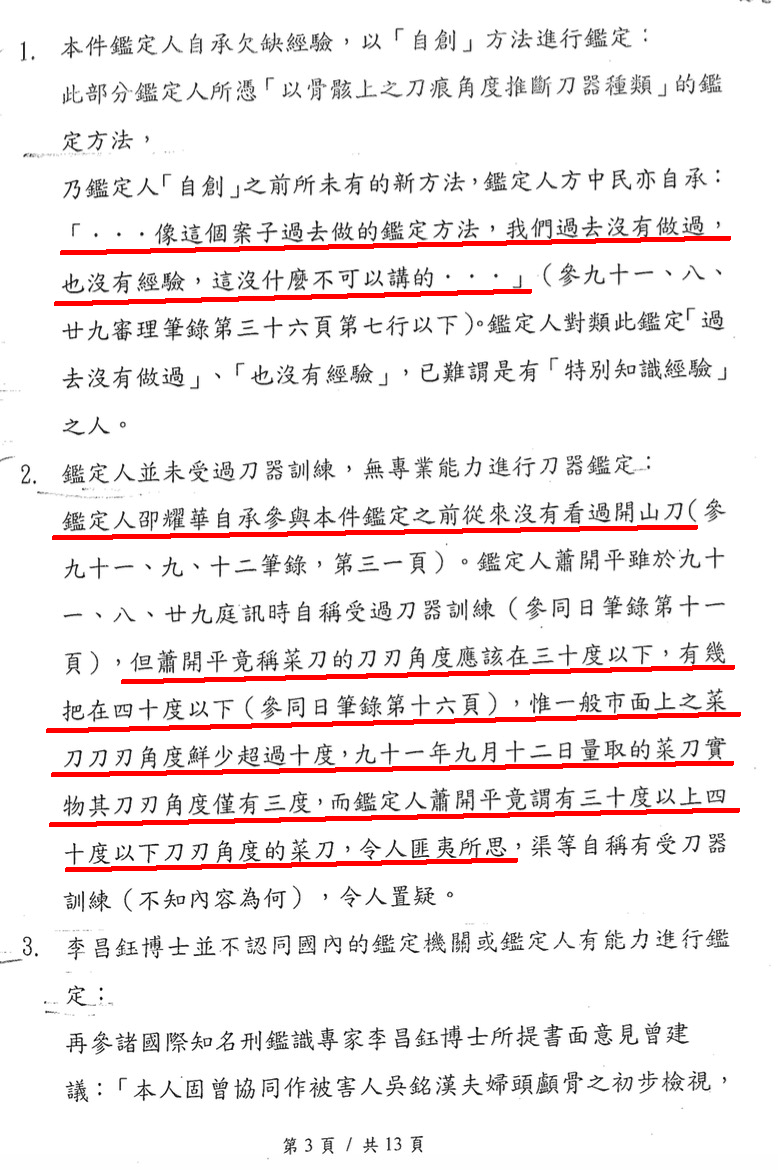 1. 本件鑑定人自承欠缺經驗，以「自創」方法進行鑑定：
此部分鑑定人所憑「以骨骸上之刀痕角度推斷刀器種類」的鑑
定方法，
乃鑑定人「自創」之前所未有的新方法，鑑定人方中民亦自承：
「．．．像這個案子過去做的鑑定方法，我們過去沒有做過，
也沒有經驗，這沒什麼不可以講的．．．」（參九十一、八、
廿九審理筆錄第三十六頁第七行以下）。鑑定人對類此鑑定「過
去沒有做過」、「也沒有經驗」，已難謂是有「特別知識經驗」
之人。
2. 鑑定人並未受過刀器訓練，無專業能力進行刀器鑑定：
鑑定人邵耀華自承參與本件鑑定之前從來沒有看過開山刀（參
九十一、九、十二筆錄，第三一頁）。鑑定人蕭開平雖於九十
一、八、廿九庭訊時自稱受過刀器訓練（參同日筆錄第十一
頁），但蕭開平竟稱菜刀的刀刃角度應該在三十度以下，有幾
把在四十度以下（參同日筆錄第十六頁），惟一般市面上之菜
刀刀刃角度鮮少超過十度，九十一年九月十二日量取的菜刀實
物其刀刃角度僅有三度，而鑑定人蕭開平竟謂有三十度以上四
十度以下刀刃角度的菜刀，令人匪夷所思，渠等自稱有受刀器
訓練（不知內容為何），令人置疑。
3. 李昌鈺博士並不認同國內的鑑定機關或鑑定人有能力進行鑑
定：
再參諸國際知名刑鑑識專家李昌鈺博士所提書面意見曾建
議：「本人固曾協同作被害人吳銘漢夫婦頭顱骨之初步檢視，
第 3 頁 / 共 13 頁